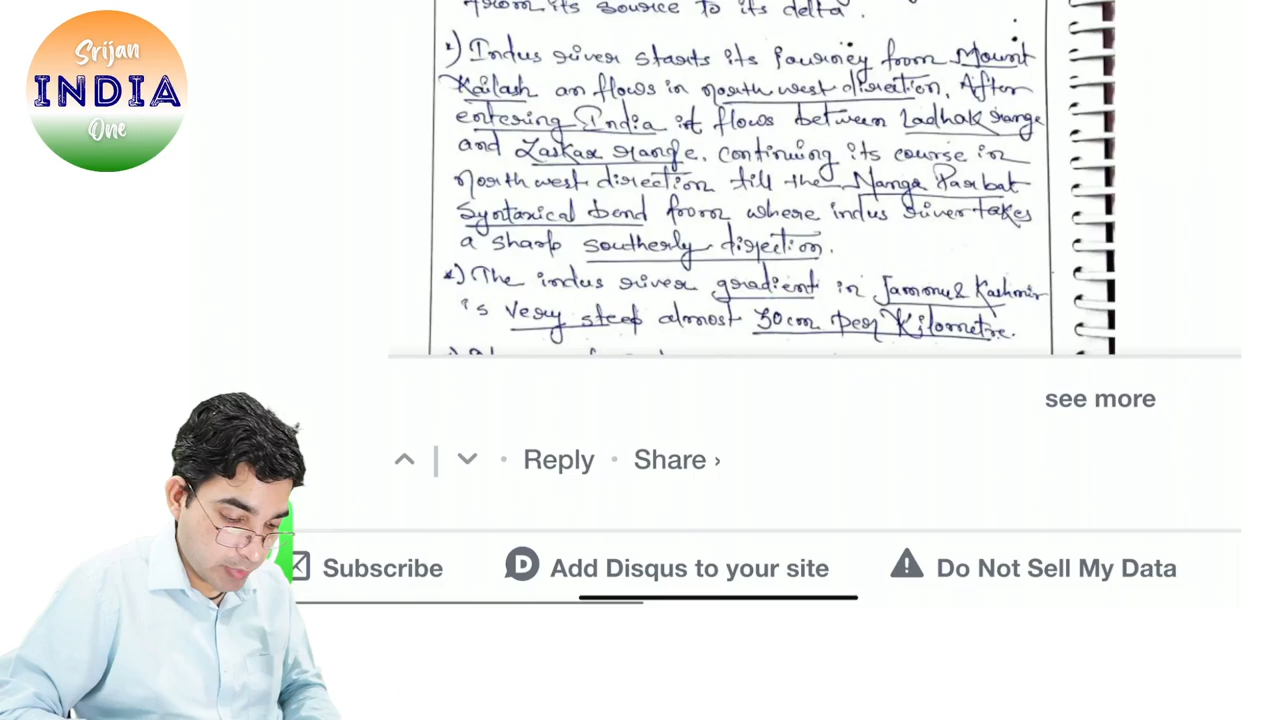 Srijan
INDIA
One
from its source to its delta.
*) Indus river starts its journey from Mount
Kailash an flows in north west direction. After
entering India it flows between Ladhak range
and Zaskar range. continuing its course in
north west direction till the Nanga Parbat
Syntaxical bend from where indus river takes
a sharp southerly direction.
*) The indus river gradient in Jammu & Kashmir
is very steep almost 30cm per Kilometre.
see more
Reply
Share ›
Subscribe
Add Disqus to your site
Do Not Sell My Data